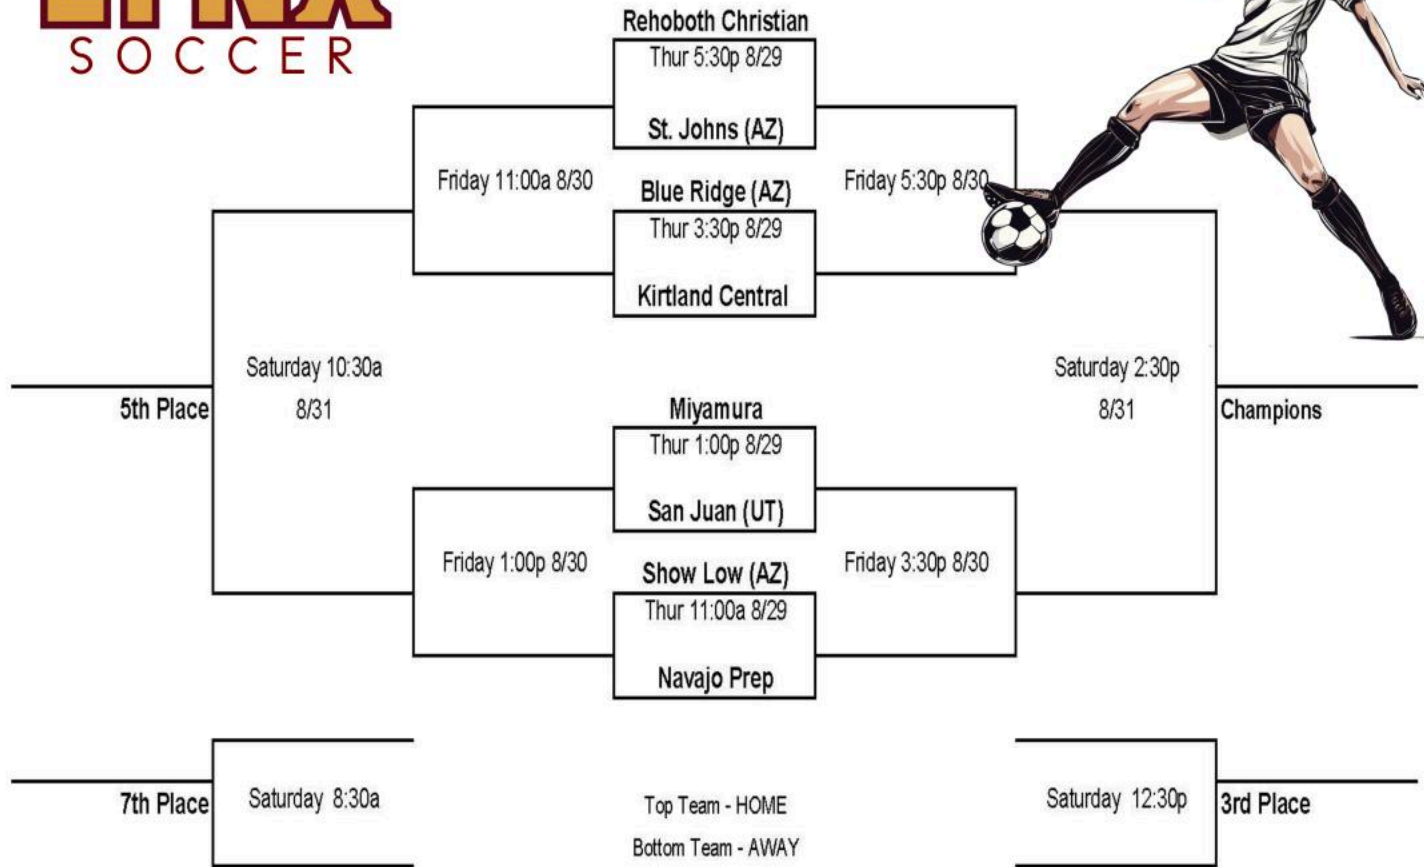 LYNX
SOCCER
Rehoboth Christian
Thur 5:30p 8/29
St. Johns (AZ)
Friday 11:00a 8/30
Blue Ridge (AZ)
Friday 5:30p 8/30
Thur 3:30p 8/29
Kirtland Central
Saturday 10:30a
8/31
Saturday 2:30p
8/31
5th Place
Miyamura
Champions
Thur 1:00p 8/29
San Juan (UT)
Friday 1:00p 8/30
Show Low (AZ)
Friday 3:30p 8/30
Thur 11:00a 8/29
Navajo Prep
7th Place
Saturday 8:30a
Top Team - HOME
Saturday 12:30p
3rd Place
Bottom Team - AWAY